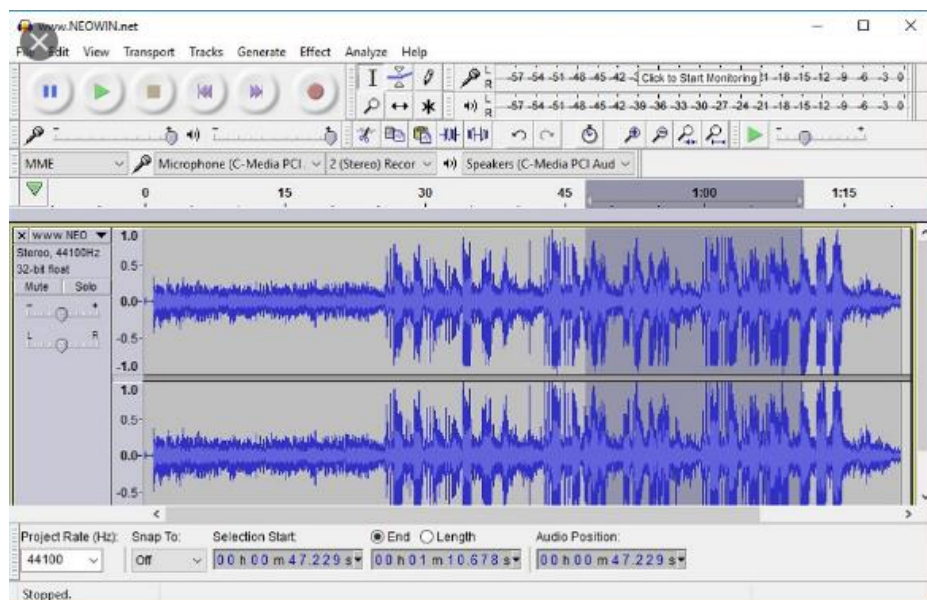 www.NEOWIN.net
File Edit View Transport Tracks Generate Effect Analyze Help
L R -57 -54 -51 -48 -45 -42 Click to Start Monitoring -18 -15 -12 -9 -6 -3 0
L R -57 -54 -51 -48 -45 -42 -39 -36 -33 -30 -27 -24 -21 -18 -15 -12 -9 -6 -3 0
MME Microphone (C-Media PCI 2 (Stereo) Recor Speakers (C-Media PCI Aud
0 15 30 45 1:00 1:15
www.NEO
Stereo, 44100Hz
32-bit float
Mute Solo
- +
L R
1.0
0.5
0.0
-0.5
-1.0
1.0
0.5
0.0
-0.5
Project Rate (Hz): Snap To: Selection Start: End Length Audio Position:
44100 Off 00 h 00 m 47.229 s 00 h 01 m 10.678 s 00 h 00 m 47.229 s
Stopped.